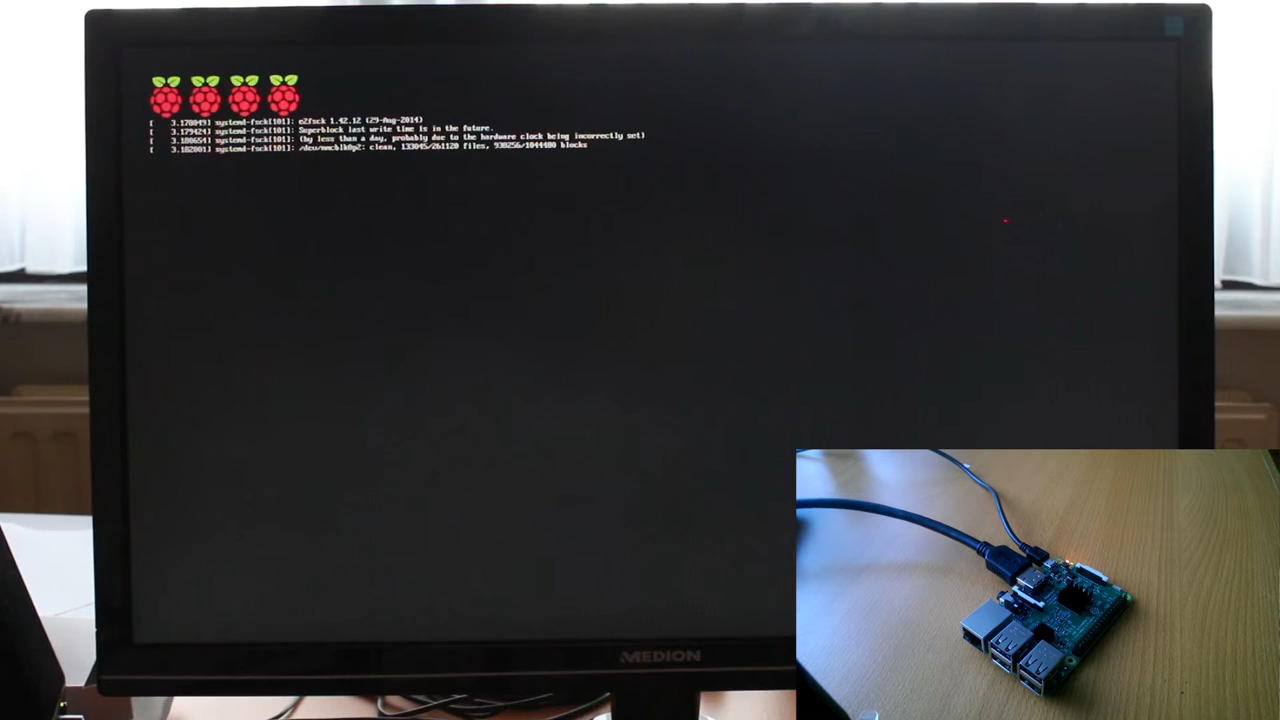 [    3.178049] systemd-fsck[101]: e2fsck 1.42.12 (29-Aug-2014)
[    3.179424] systemd-fsck[101]: Superblock last write time is in the future.
[    3.180654] systemd-fsck[101]: (by less than a day, probably due to the hardware clock being incorrectly set)
[    3.182001] systemd-fsck[101]: /dev/mmcblk0p2: clean, 133045/261120 files, 938256/1044480 blocks
MEDION